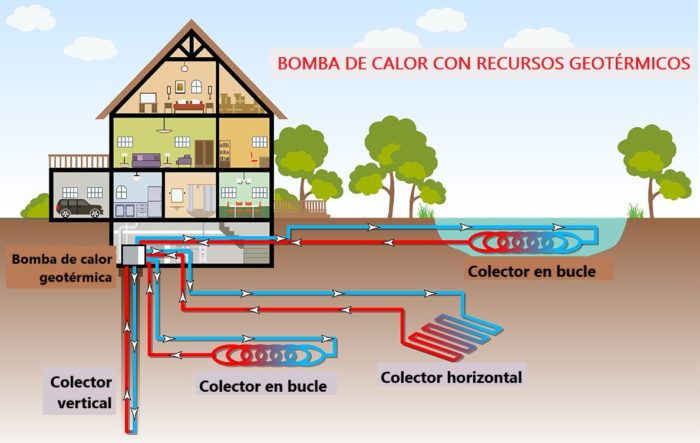 BOMBA DE CALOR CON RECURSOS GEOTÉRMICOS
Bomba de calor
geotérmica
Colector en bucle
Colector horizontal
Colector en bucle
Colector
vertical